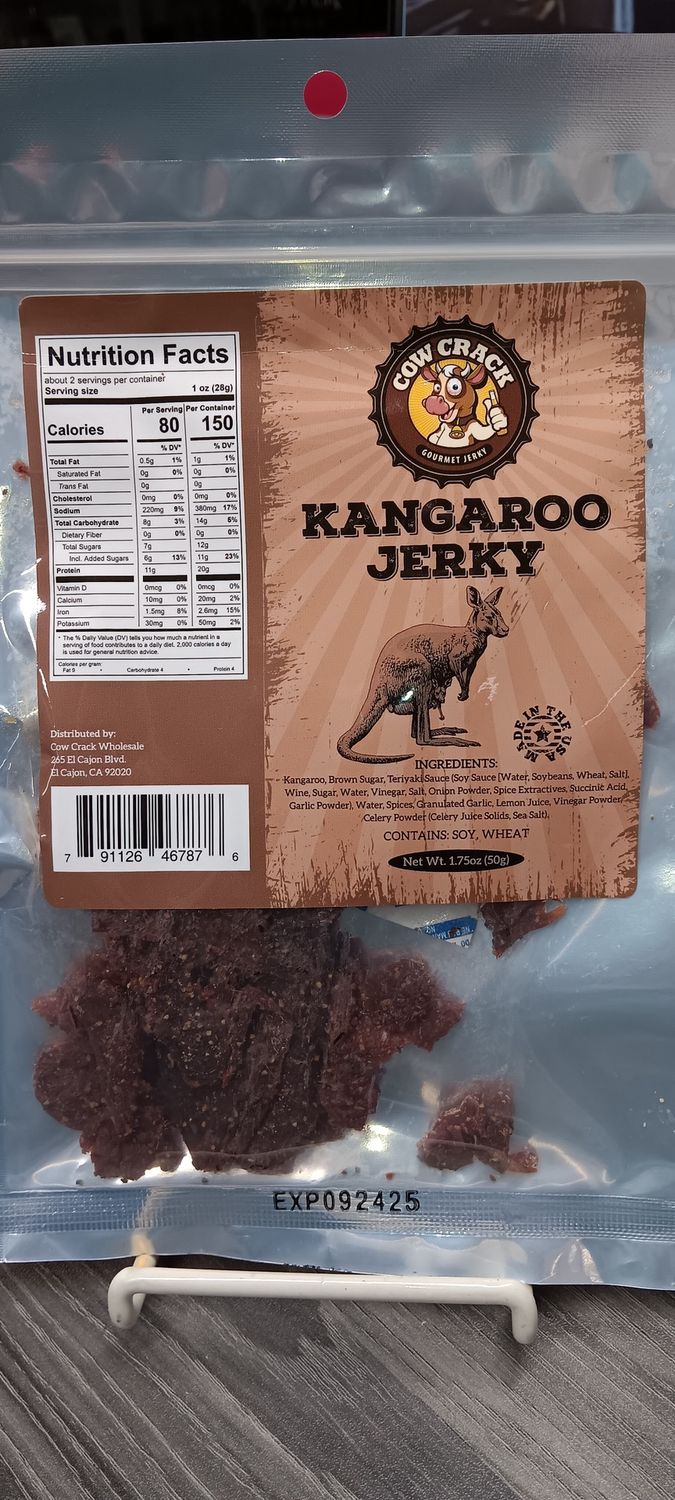 Nutrition Facts
about 2 servings per container
Serving size 1 oz (28g)
Per Serving Per Container
Calories 80 150
% DV* % DV*
Total Fat 0.5g 1% 1g 1%
Saturated Fat 0g 0% 0g 0%
Trans Fat 0g 0g
Cholesterol 0mg 0% 0mg 0%
Sodium 220mg 9% 380mg 17%
Total Carbohydrate 8g 3% 14g 5%
Dietary Fiber 0g 0% 0g 0%
Total Sugars 7g 12g
Incl. Added Sugars 6g 13% 11g 23%
Protein 11g 20g
Vitamin D 0mcg 0% 0mcg 0%
Calcium 10mg 0% 20mg 2%
Iron 1.5mg 8% 2.6mg 15%
Potassium 30mg 0% 50mg 2%
* The % Daily Value (DV) tells you how much a nutrient in a
serving of food contributes to a daily diet. 2,000 calories a day
is used for general nutrition advice.
Calories per gram:
Fat 9 • Carbohydrate 4 • Protein 4
Distributed by:
Cow Crack Wholesale
265 El Cajon Blvd.
El Cajon, CA 92020
7 91126 46787 6
COW CRACK
GOURMET JERKY
KANGAROO
JERKY
MADE IN THE USA
INGREDIENTS:
Kangaroo, Brown Sugar, Teriyaki Sauce (Soy Sauce [Water, Soybeans, Wheat, Salt],
Wine, Sugar, Water, Vinegar, Salt, Onion Powder, Spice Extractives, Succinic Acid,
Garlic Powder), Water, Spices, Granulated Garlic, Lemon Juice, Vinegar Powder,
Celery Powder (Celery Juice Solids, Sea Salt).
CONTAINS: SOY, WHEAT
Net Wt. 1.75oz (50g)
EXP092425